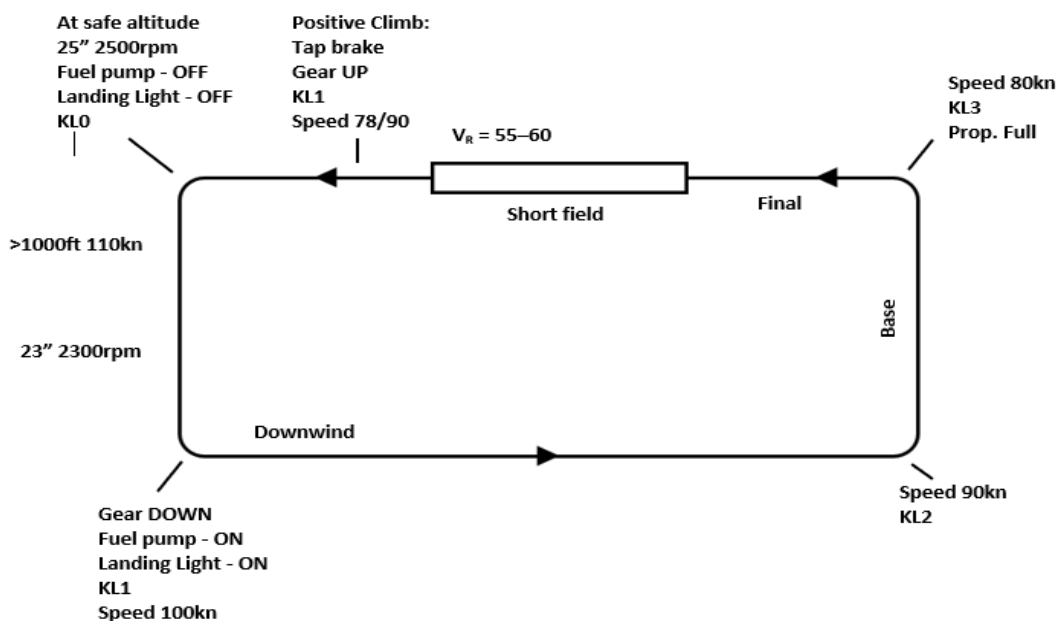 At safe altitude
25” 2500rpm
Fuel pump - OFF
Landing Light - OFF
KL0
Positive Climb:
Tap brake
Gear UP
KL1
Speed 78/90
VR = 55–60
Speed 80kn
KL3
Prop. Full
Short field
Final
>1000ft 110kn
Base
23” 2300rpm
Downwind
Gear DOWN
Fuel pump - ON
Landing Light - ON
KL1
Speed 100kn
Speed 90kn
KL2